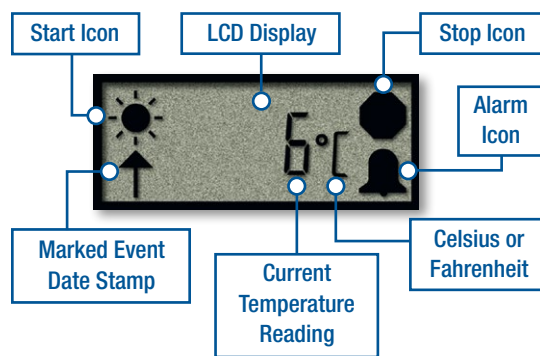 Start Icon
LCD Display
Stop Icon
Alarm
Icon
6°C
Marked Event
Date Stamp
Current
Temperature
Reading
Celsius or
Fahrenheit